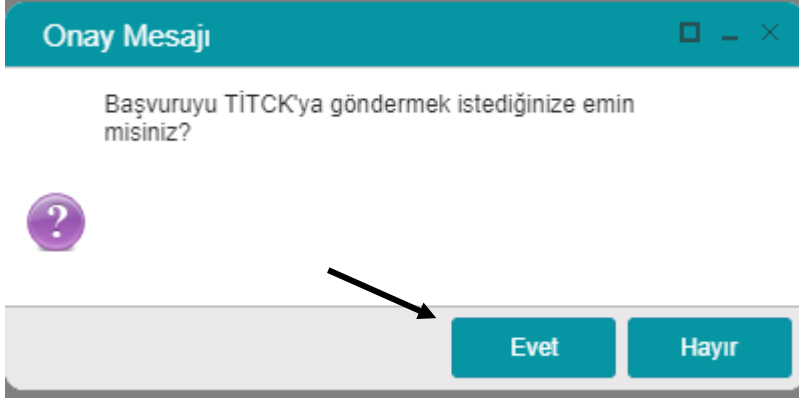 Onay Mesajı
Başvuruyu TİTCK'ya göndermek istediğinize emin
misiniz?
?
Evet Hayır